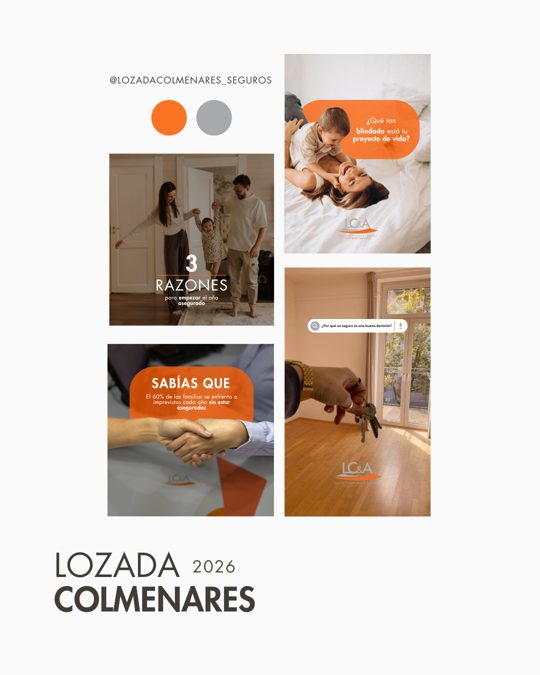 @LOZADACOLMENARES_SEGUROS
¿Qué tan
blindado está tu
proyecto de vida?
LC&A
3
RAZONES
para empezar el año
asegurado
¿Por qué un seguro es una buena decisión?
SABÍAS QUE
El 60% de las familias se enfrenta a
imprevistos cada año sin estar
asegurados
LC&A
LC&A
LOZADA 2026
COLMENARES